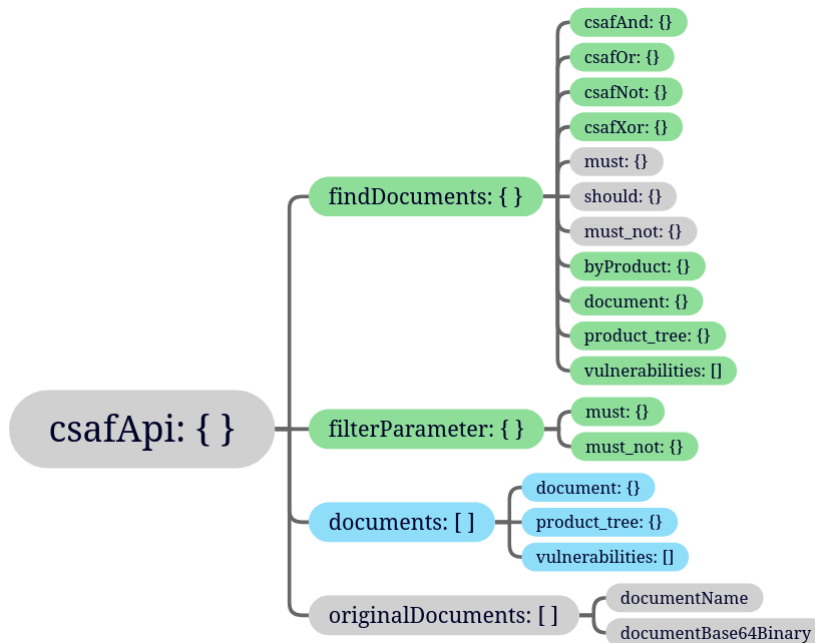 csafAnd: {}
csafOr: {}
csafNot: {}
csafXor: {}
must: {}
should: {}
must_not: {}
byProduct: {}
document: {}
product_tree: {}
vulnerabilities: []
findDocuments: { }
csafApi: { }
filterParameter: { }
must: {}
must_not: {}
documents: [ ]
document: {}
product_tree: {}
vulnerabilities: []
originalDocuments: [ ]
documentName
documentBase64Binary